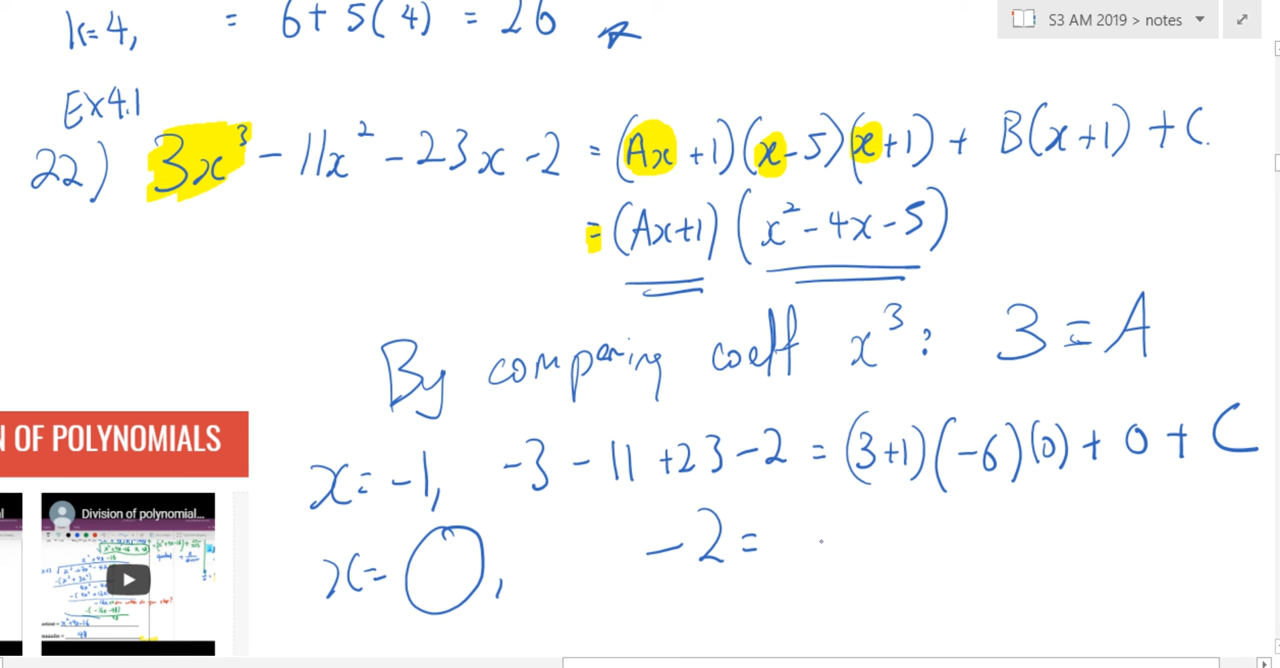 S3 AM 2019 > notes
k=4, = 6+5(4) = 26
Ex4.1
22) 3x³ - 11x² - 23x - 2 = (Ax+1)(x-5)(x+1) + B(x+1) + C.
= (Ax+1)(x² - 4x - 5)
By comparing coeff x³: 3 = A
N OF POLYNOMIALS
x = -1, -3 - 11 + 23 - 2 = (3+1)(-6)(0) + 0 + C
Division of polynomial...
x = 0, -2 =